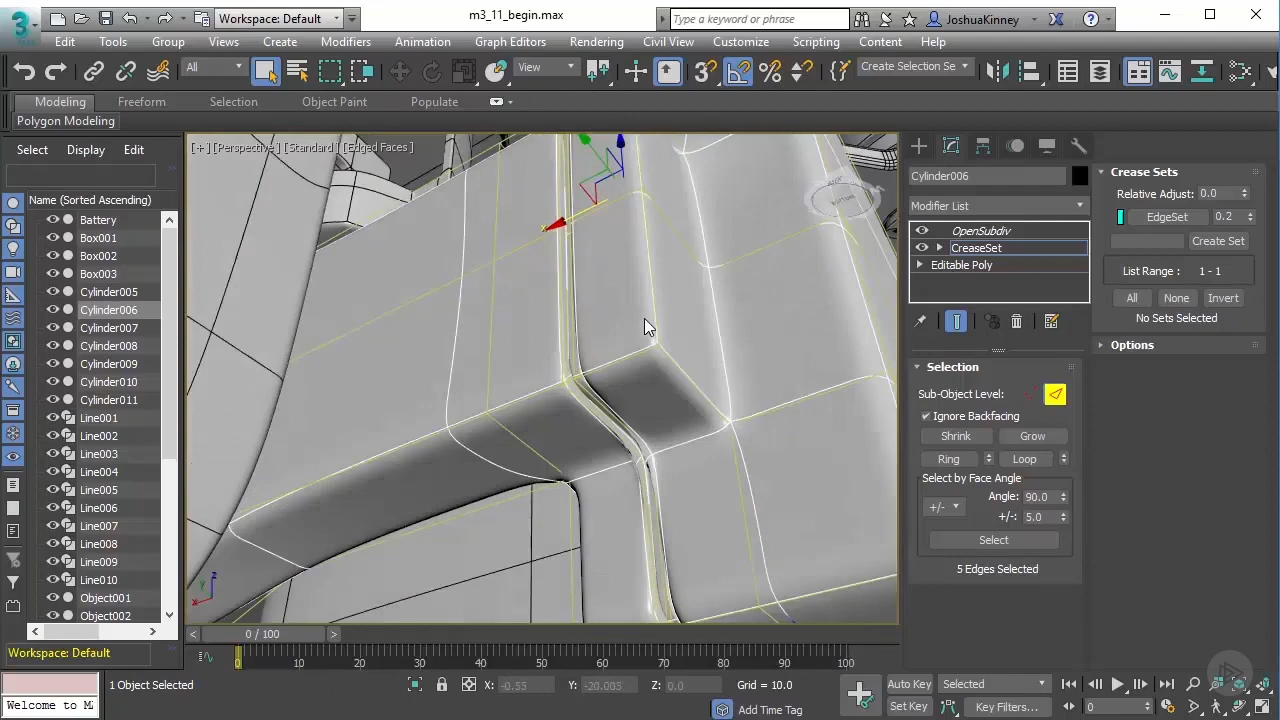 3
Workspace: Default
m3_11_begin.max
Type a keyword or phrase
JoshuaKinney
Edit
Tools
Group
Views
Create
Modifiers
Animation
Graph Editors
Rendering
Civil View
Customize
Scripting
Content
Help
All
View
Create Selection Se
Modeling
Freeform
Selection
Object Paint
Populate
Polygon Modeling
Select
Display
Edit
Name (Sorted Ascending)
Battery
Box001
Box002
Box003
Cylinder005
Cylinder006
Cylinder007
Cylinder008
Cylinder009
Cylinder010
Cylinder011
Line001
Line002
Line003
Line004
Line005
Line006
Line007
Line008
Line009
Line010
Object001
Object002
Workspace: Default
Welcome to M
[+] [Perspective] [Standard] [Edged Faces]
x
z
y
x
0 / 100
0 10 20 30 40 50 60 70 80 90 100
1 Object Selected
X: -0.55
Y: -20.005
Z: 0.0
Grid = 10.0
Add Time Tag
Auto Key
Selected
Set Key
Key Filters...
0
Cylinder006
Modifier List
OpenSubdiv
CreaseSet
Editable Poly
Selection
Sub-Object Level:
Ignore Backfacing
Shrink
Grow
Ring
Loop
Select by Face Angle
+/-
Angle: 90.0
+/-: 5.0
Select
5 Edges Selected
Crease Sets
Relative Adjust: 0.0
EdgeSet
0.2
Create Set
List Range : 1 - 1
All
None
Invert
No Sets Selected
Options